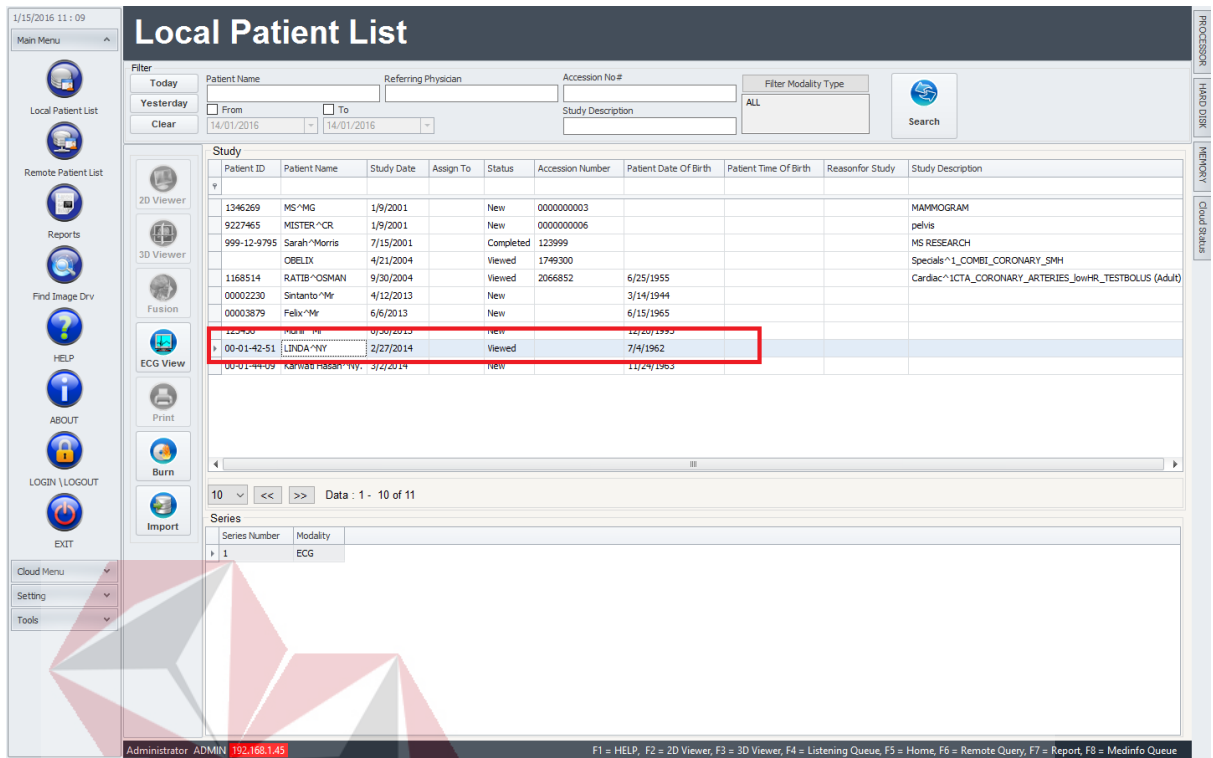 1/15/2016 11 : 09
Main Menu
Local Patient List
Remote Patient List
Reports
Find Image Drv
HELP
ABOUT
LOGIN \ LOGOUT
EXIT
Cloud Menu
Setting
Tools
Local Patient List
Filter
Today
Yesterday
Clear
Patient Name
Referring Physician
Accession No#
From To
14/01/2016 14/01/2016
Study Description
Filter Modality Type
ALL
Search
2D Viewer
3D Viewer
Fusion
ECG View
Print
Burn
Import
Study
Patient ID Patient Name Study Date Assign To Status Accession Number Patient Date Of Birth Patient Time Of Birth Reasonfor Study Study Description
1346269 MS^MG 1/9/2001 New 0000000003 MAMMOGRAM
9227465 MISTER^CR 1/9/2001 New 0000000006 pelvis
999-12-9795 Sarah^Morris 7/15/2001 Completed 123999 MS RESEARCH
OBELIX 4/21/2004 Viewed 1749300 Specials^1_COMBI_CORONARY_SMH
1168514 RATIB^OSMAN 9/30/2004 Viewed 2066852 6/25/1955 Cardiac^1CTA_CORONARY_ARTERIES_lowHR_TESTBOLUS (Adult)
00002230 Sintanto^Mr 4/12/2013 New 3/14/1944
00003879 Felix^Mr 6/6/2013 New 6/15/1965
New
00-01-42-51 LINDA^NY 2/27/2014 Viewed 7/4/1962
00-01-44-09 Karwati Hasan^Ny. 3/2/2014 New 11/24/1963
10 << >> Data : 1 - 10 of 11
Series
Series Number Modality
1 ECG
Administrator ADMIN 192.168.1.45
F1 = HELP, F2 = 2D Viewer, F3 = 3D Viewer, F4 = Listening Queue, F5 = Home, F6 = Remote Query, F7 = Report, F8 = Medinfo Queue
PROCESSOR
HARD DISK
MEMORY
Cloud Status